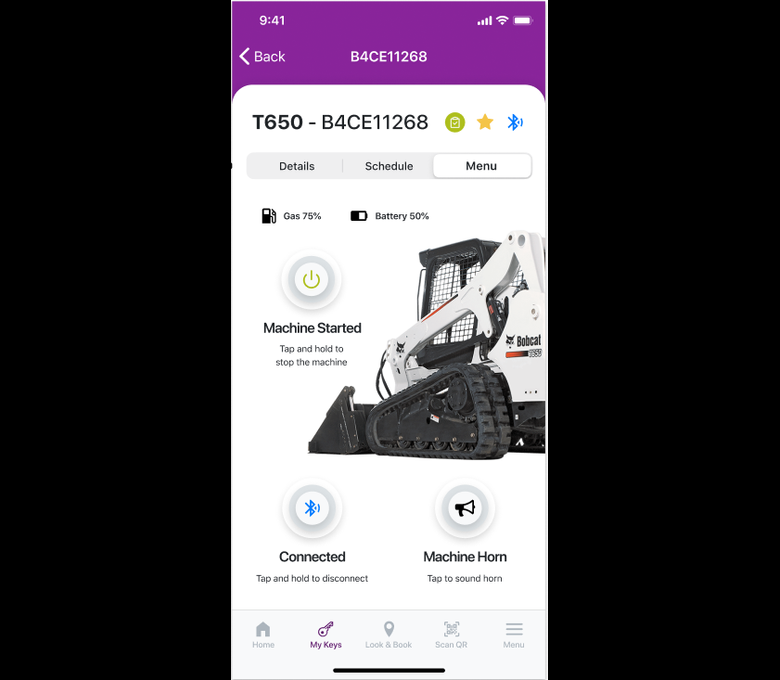 9:41
Back
B4CE11268
T650 - B4CE11268
Details
Schedule
Menu
Gas 75%
Battery 50%
Machine Started
Tap and hold to
stop the machine
Bobcat
Connected
Machine Horn
Tap and hold to disconnect
Tap to sound horn
Home
My Keys
Look & Book
Scan QR
Menu